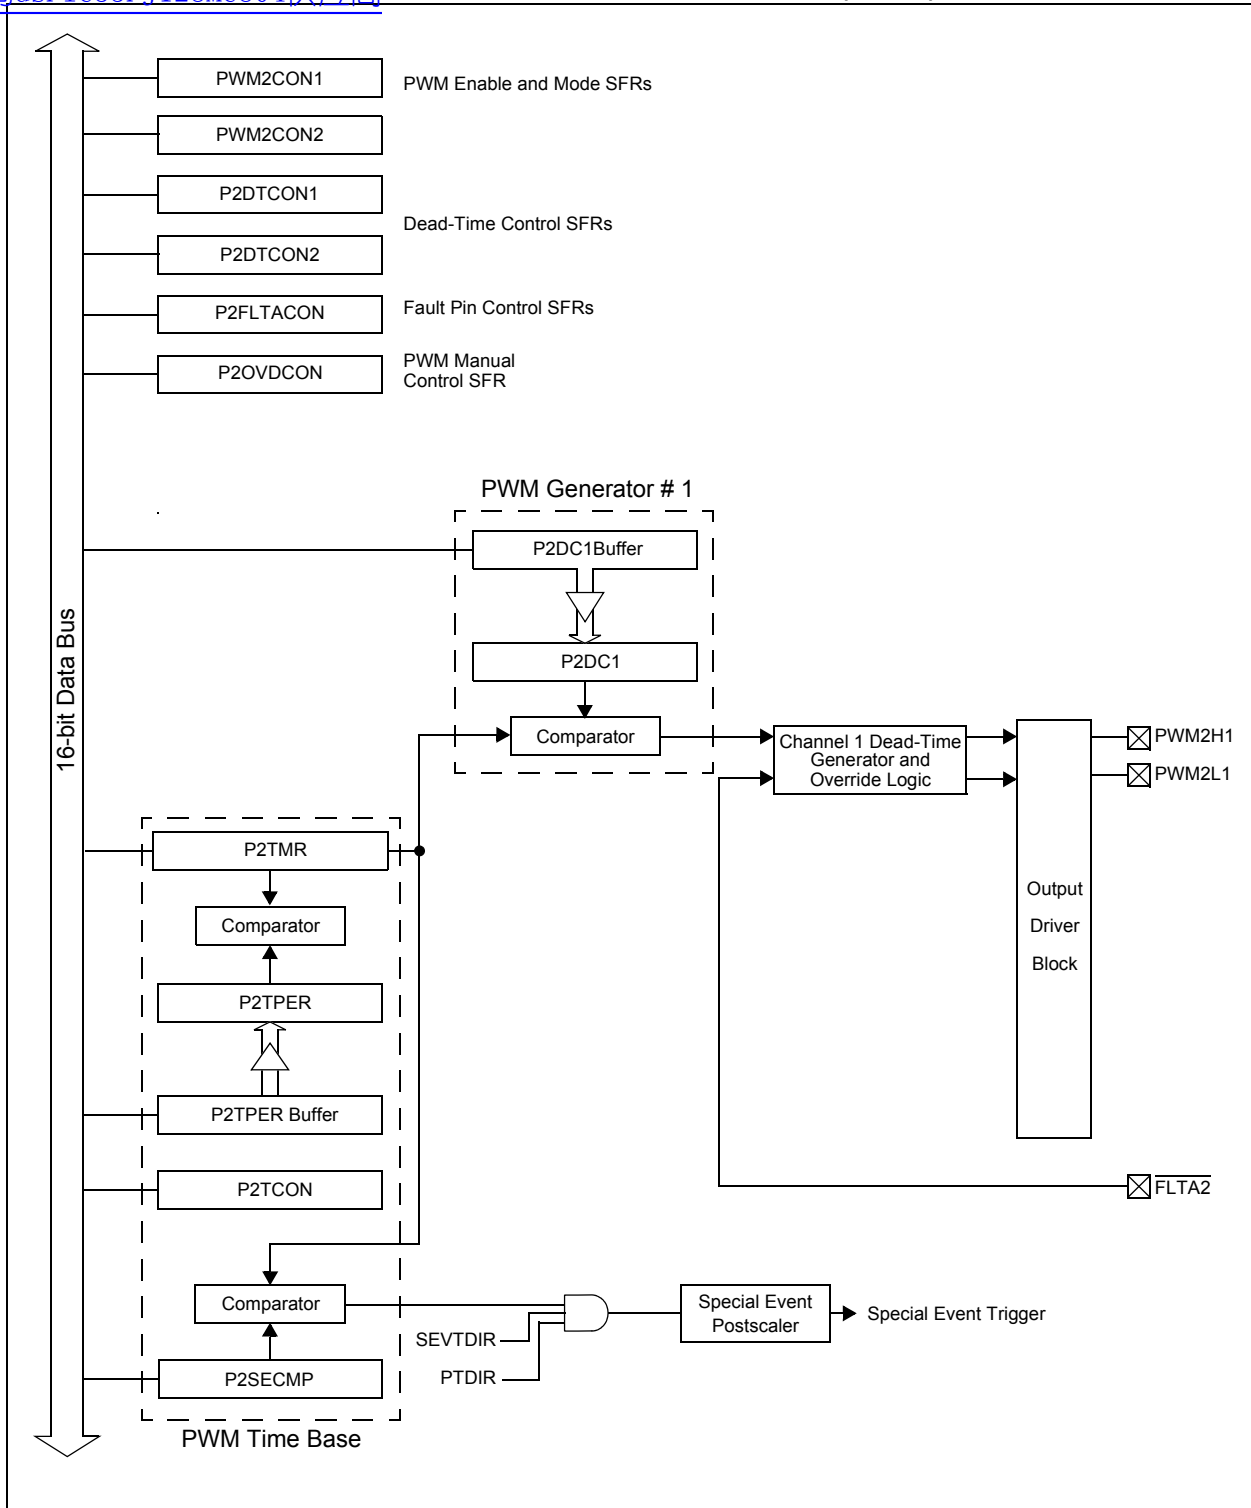 PWM2CON1
PWM Enable and Mode SFRs
PWM2CON2
P2DTCON1
Dead-Time Control SFRs
P2DTCON2
P2FLTACON
Fault Pin Control SFRs
P2OVDCON
PWM Manual
Control SFR
PWM Generator # 1
P2DC1Buffer
16-bit Data Bus
P2DC1
Comparator
Channel 1 Dead-Time
Generator and
Override Logic
PWM2H1
PWM2L1
P2TMR
Comparator
Output
Driver
Block
P2TPER
P2TPER Buffer
P2TCON
FLTA2
Comparator
Special Event
Postscaler
Special Event Trigger
SEVTDIR
P2SECMP
PTDIR
PWM Time Base